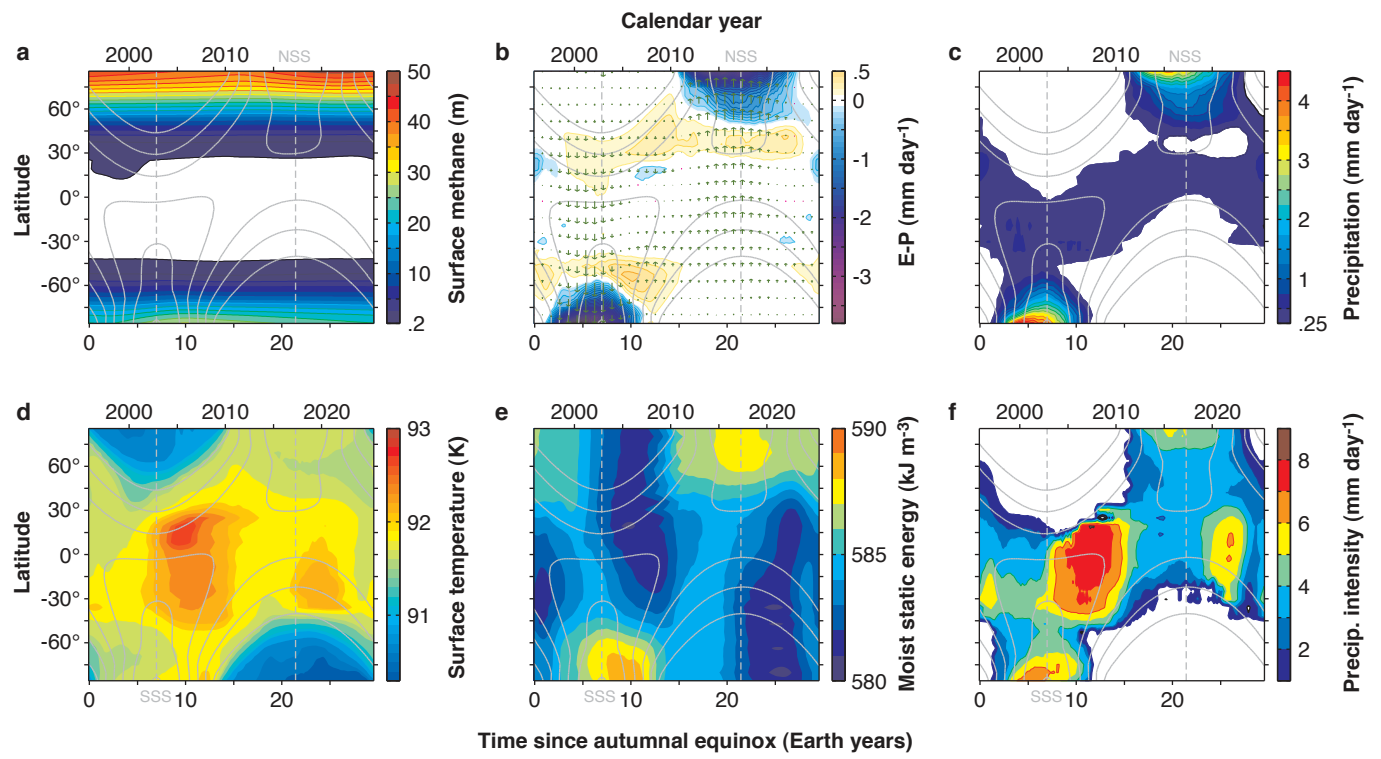 Calendar year
a 2000 2010 NSS
b 2000 2010 NSS
c 2000 2010 NSS
60°
30°
0°
-30°
-60°
Latitude
0 10 20
50
40
30
20
10
.2
Surface methane (m)
0 10 20
.5
0
-1
-2
-3
E-P (mm day-1)
0 10 20
4
3
2
1
.25
Precipitation (mm day-1)
d 2000 2010 2020
e 2000 2010 2020
f 2000 2010 2020
60°
30°
0°
-30°
-60°
Latitude
0 SSS 10 20
93
92
91
Surface temperature (K)
0 SSS 10 20
590
585
580
Moist static energy (kJ m-3)
0 SSS 10 20
8
6
4
2
Precip. intensity (mm day-1)
Time since autumnal equinox (Earth years)